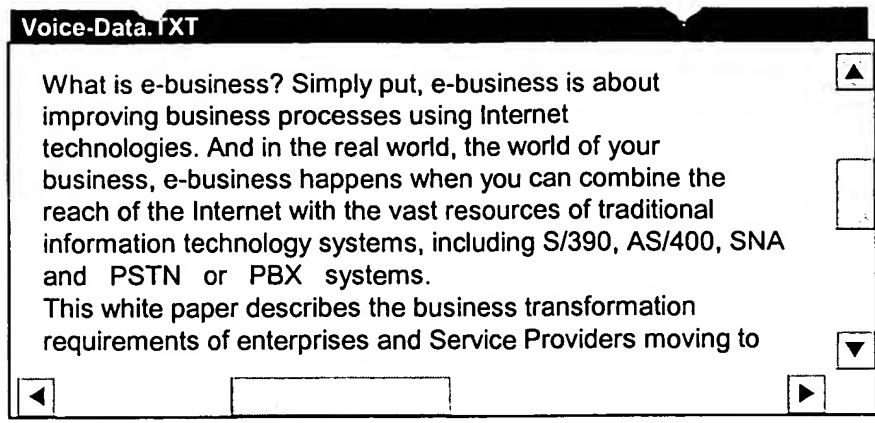 Voice-Data.TXT
What is e-business? Simply put, e-business is about
improving business processes using Internet
technologies. And in the real world, the world of your
business, e-business happens when you can combine the
reach of the Internet with the vast resources of traditional
information technology systems, including S/390, AS/400, SNA
and PSTN or PBX systems.
This white paper describes the business transformation
requirements of enterprises and Service Providers moving to